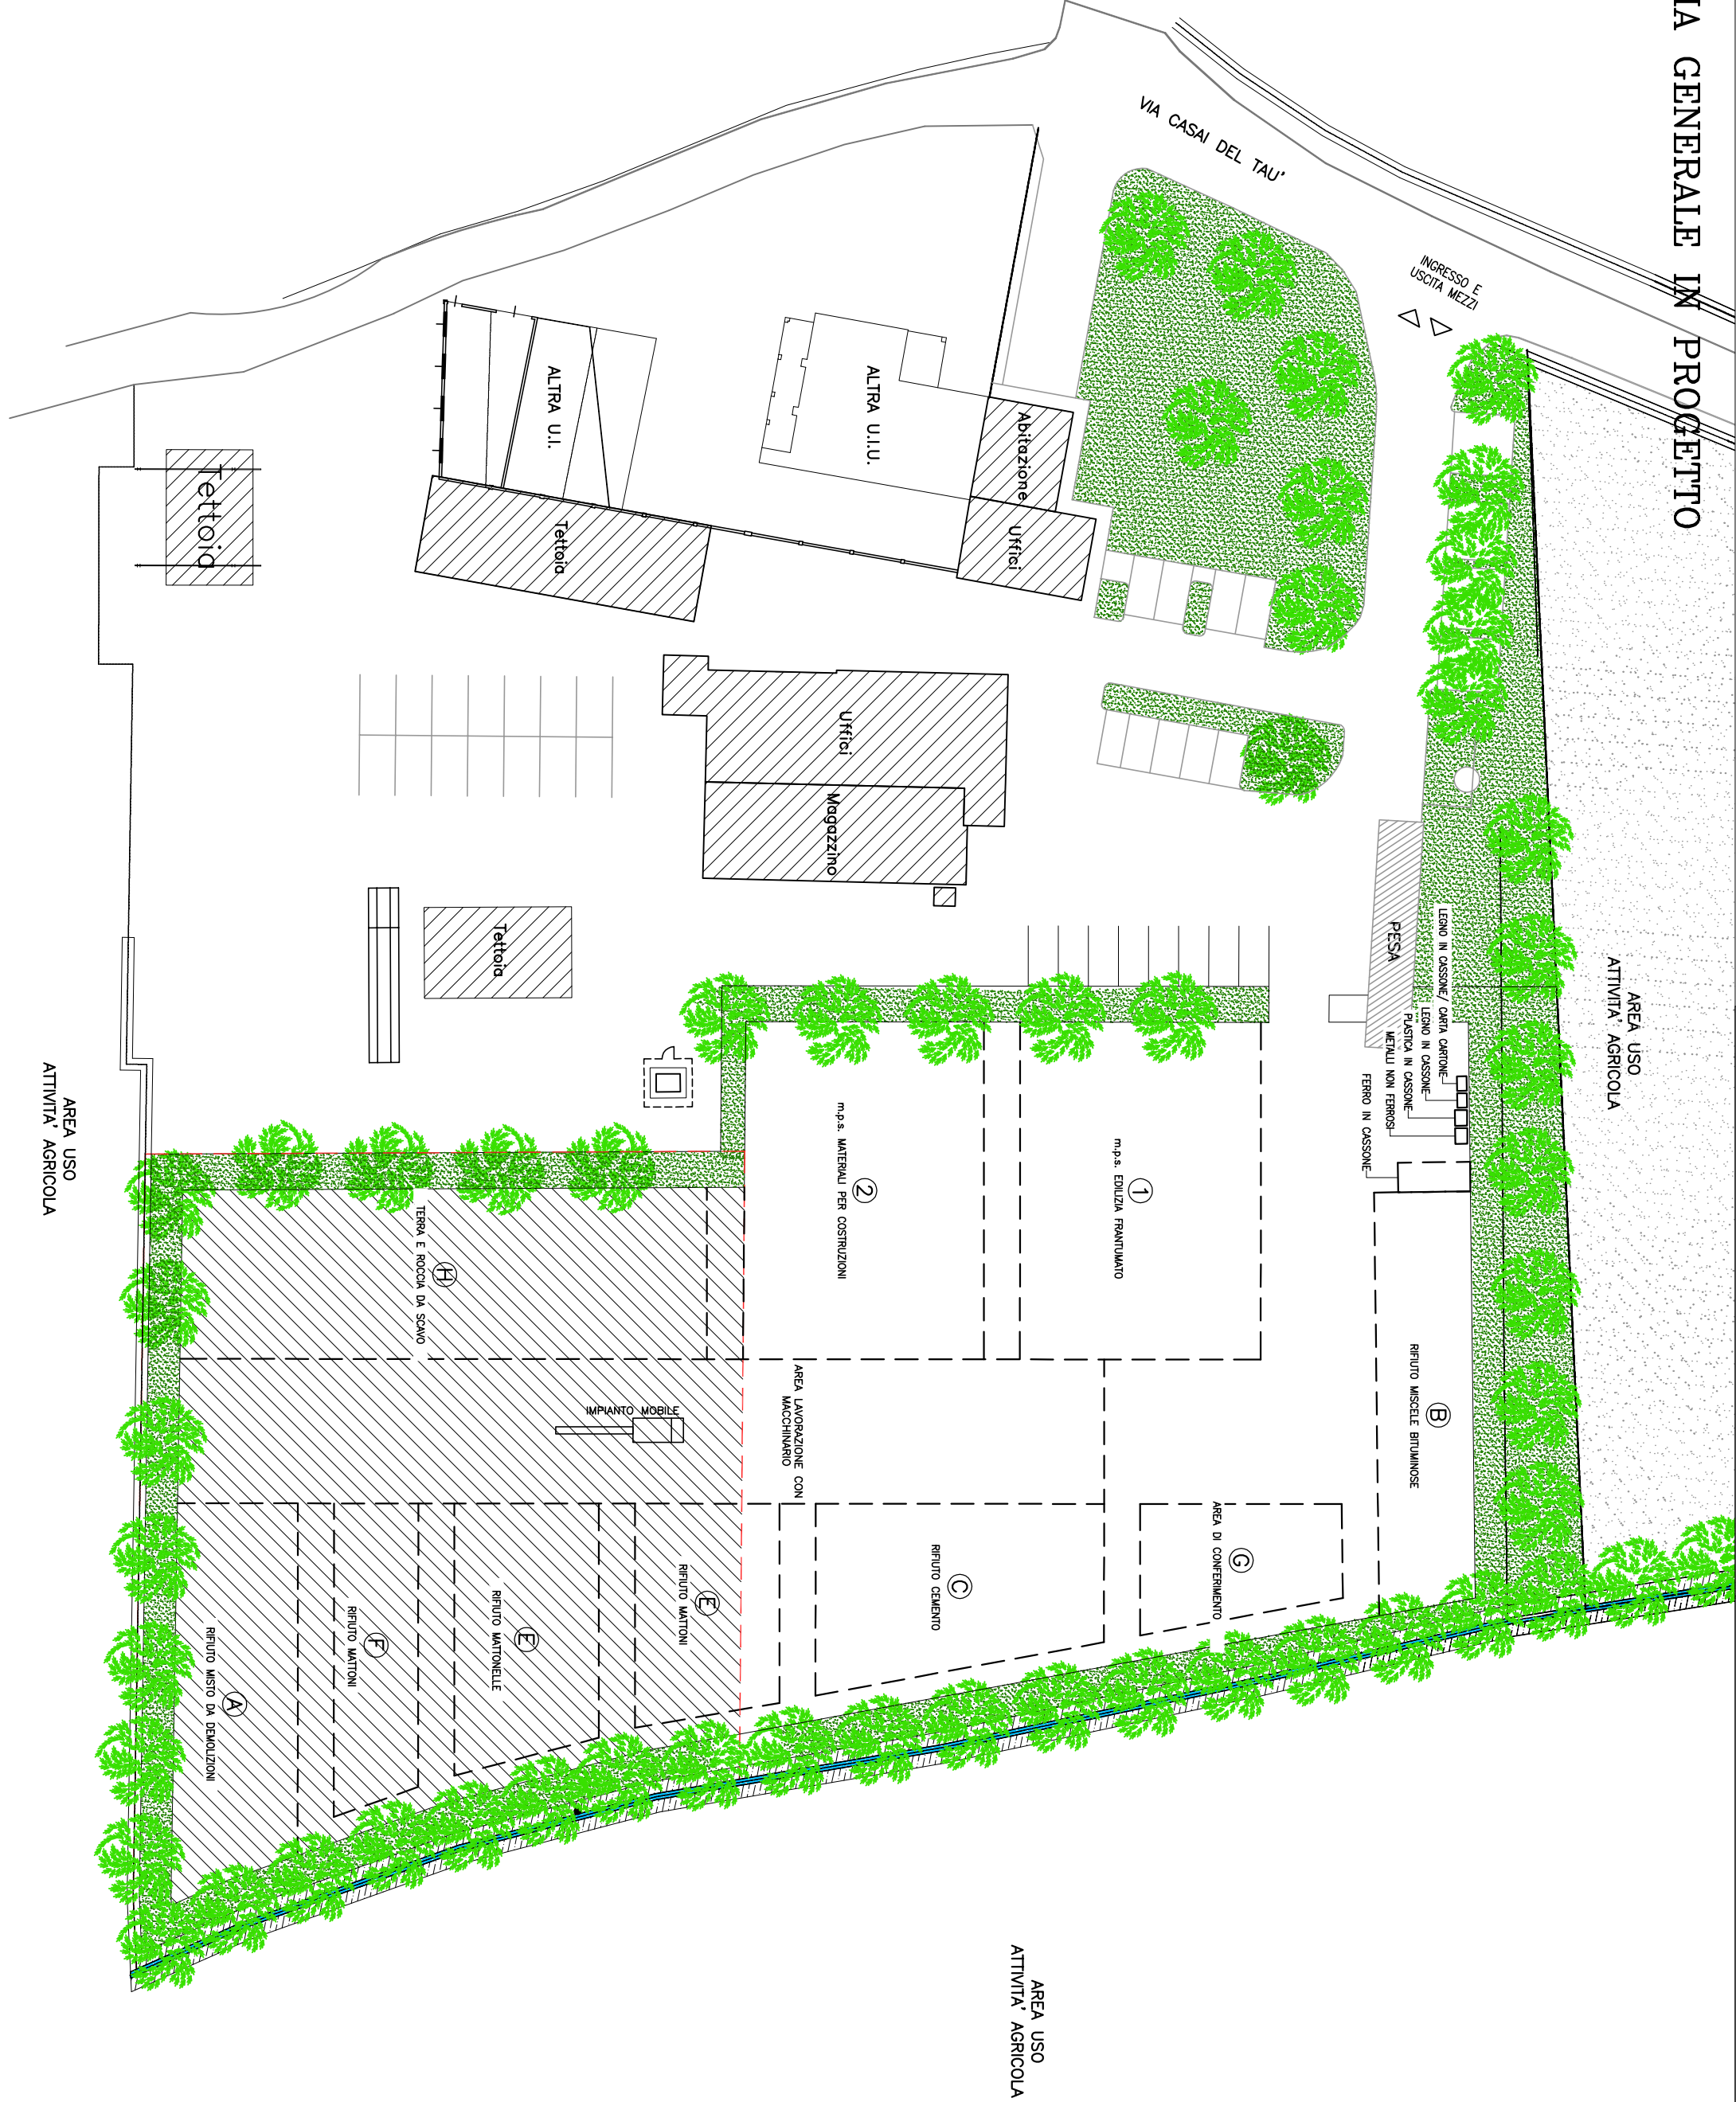 IA GENERALE IN PROGETTO
VIA CASAI DEL TAU'
INGRESSO E
USCITA MEZZI
AREA USO
ATTIVITA' AGRICOLA
ALTRA U.I.
ALTRA U.I.U.
Abitazione
Uffici
Tettoia
Tettoia
Uffici
Magazzino
Tettoia
PESA
LEGNO IN CASSONE/ CARTA CARTONE
LEGNO IN CASSONE
PLASTICA IN CASSONE
METALLI NON FERROSI
FERRO IN CASSONE
1
m.p.s. EDILIZIA FRANTUMATO
2
m.p.s. MATERIALI PER COSTRUZIONI
B
RIFIUTO MISCELE BITUMINOSE
H
TERRA E ROCCIA DA SCAVO
AREA LAVORAZIONE CON
MACCHINARIO
IMPIANTO MOBILE
G
AREA DI CONFERIMENTO
C
RIFIUTO CEMENTO
E
RIFIUTO MATTONI
E
RIFIUTO MATTONELLE
F
RIFIUTO MATTONI
A
RIFIUTO MISTO DA DEMOLIZIONI
AREA USO
ATTIVITA' AGRICOLA
AREA USO
ATTIVITA' AGRICOLA